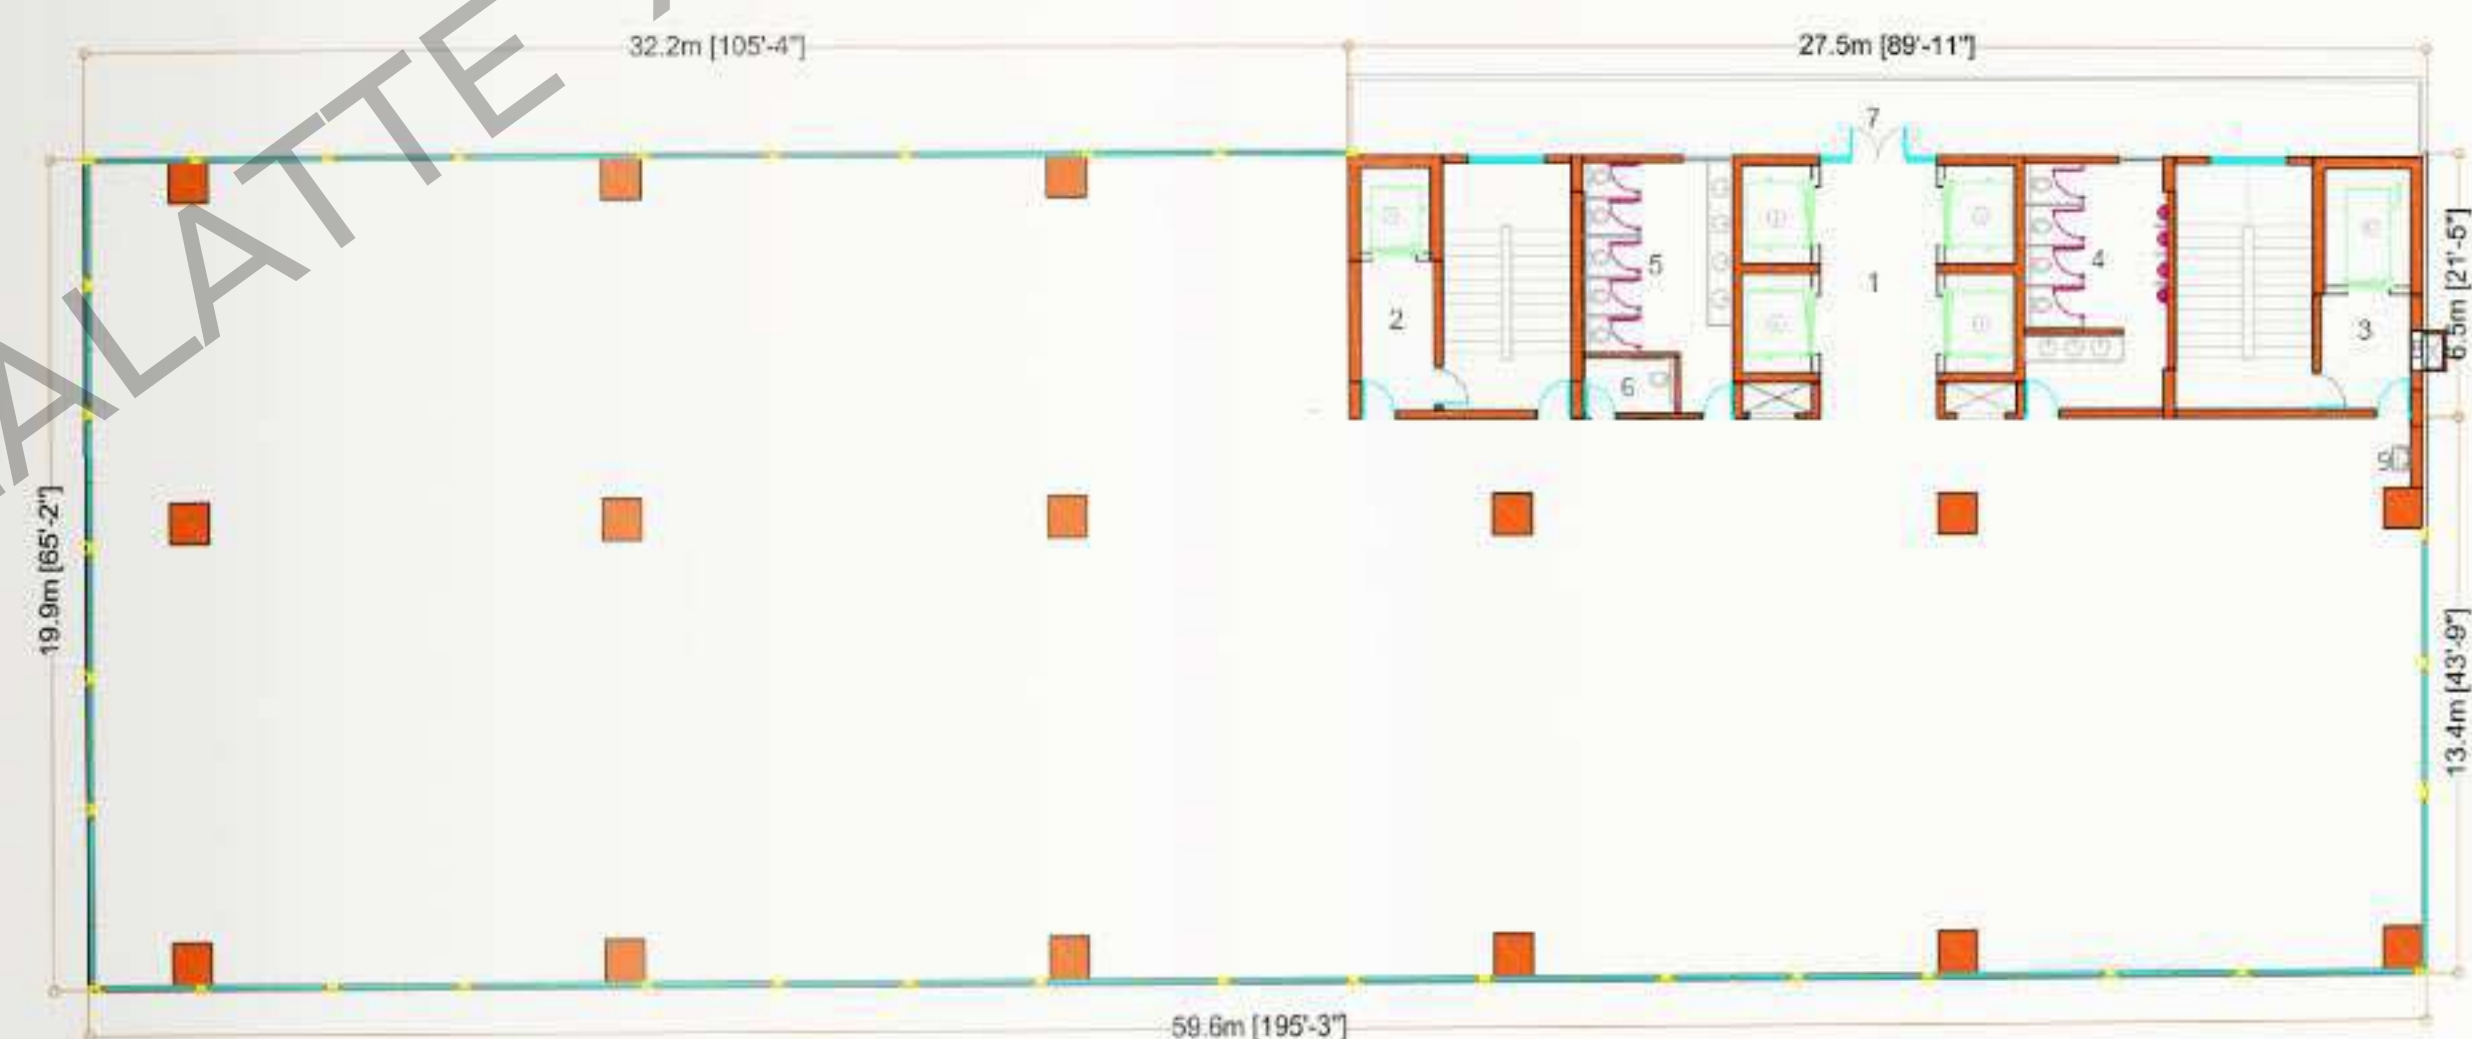 32.2m [105'-4"]
27.5m [89'-11"]
ALATTE
7
5
4
1
2
3
6
6.5m [21'-5"]
19.9m [65'-2"]
13.4m [43'-9"]
59.6m [195'-3"]